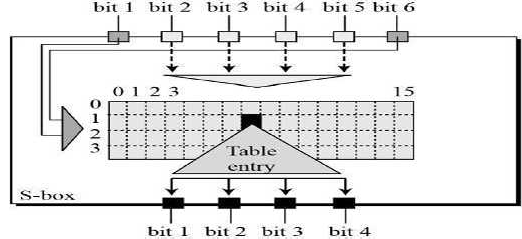 bit 1 bit 2 bit 3 bit 4 bit 5 bit 6
0 1 2 3 15
0
1
2
3
Table
entry
S-box
bit 1 bit 2 bit 3 bit 4